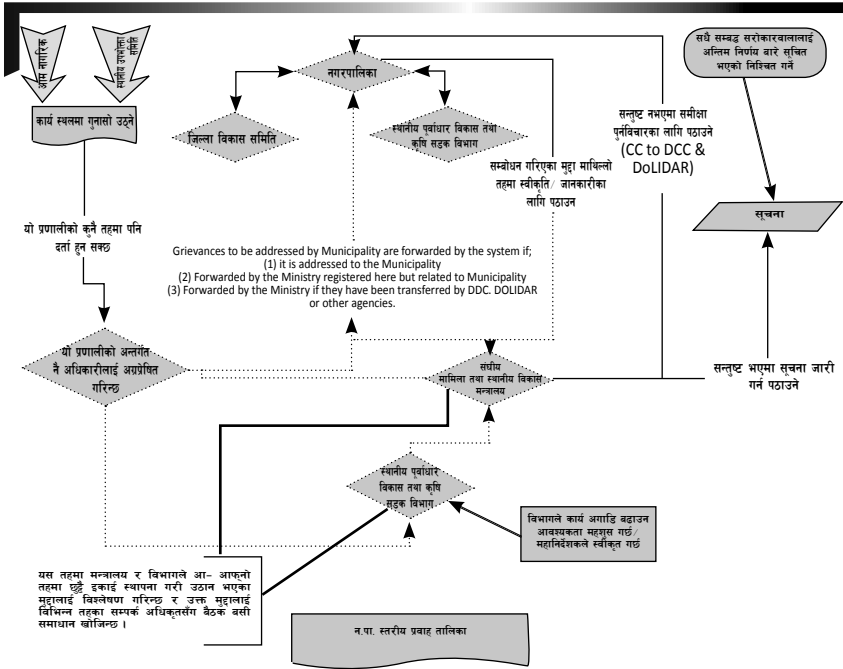 आम नागरिक
स्थानीय उपभोक्ता
समिति
कार्य स्थलमा गुनासो उठ्ने
यो प्रणालीको कुनै तहमा पनि
दर्ता हुन सक्छ
यो प्रणालीको अन्तर्गत
नै अधिकारीलाई अग्रप्रेषित
गरिन्छ
नगरपालिका
जिल्ला विकास समिति
स्थानीय पूर्वाधार विकास तथा
कृषि सडक विभाग
सम्बोधन गरिएका मुद्दा माथिल्लो
तहमा स्वीकृति/ जानकारीका
लागि पठाउन
सन्तुष्ट नभएमा समीक्षा
पुर्नविचारका लागि पठाउने
(CC to DCC &
DoLIDAR)
सधै सम्बद्ध सरोकारवालालाई
अन्तिम निर्णय बारे सूचित
भएको निश्चित गर्ने
सूचना
Grievances to be addressed by Municipality are forwarded by the system if;
(1) it is addressed to the Municipality
(2) Forwarded by the Ministry registered here but related to Municipality
(3) Forwarded by the Ministry if they have been transferred by DDC. DOLIDAR
or other agencies.
संघीय
मामिला तथा स्थानीय विकास
मन्त्रालय
सन्तुष्ट भएमा सूचना जारी
गर्न पठाउने
स्थानीय पूर्वाधार
विकास तथा कृषि
सडक विभाग
विभागले कार्य अगाडि बढाउन
आवश्यकता महशुस गर्छ/
महानिर्देशकले स्वीकृत गर्छ
यस तहमा मन्त्रालय र विभागले आ– आफ्नो
तहमा छुट्टै इकाई स्थापना गरी उठान भएका
मुद्दालाई विश्लेषण गरिन्छ र उक्त मुद्दालाई
विभिन्न तहका सम्पर्क अधिकृतसँग बैठक बसी
समाधान खोजिन्छ ।
न.पा. स्तरीय प्रवाह तालिका